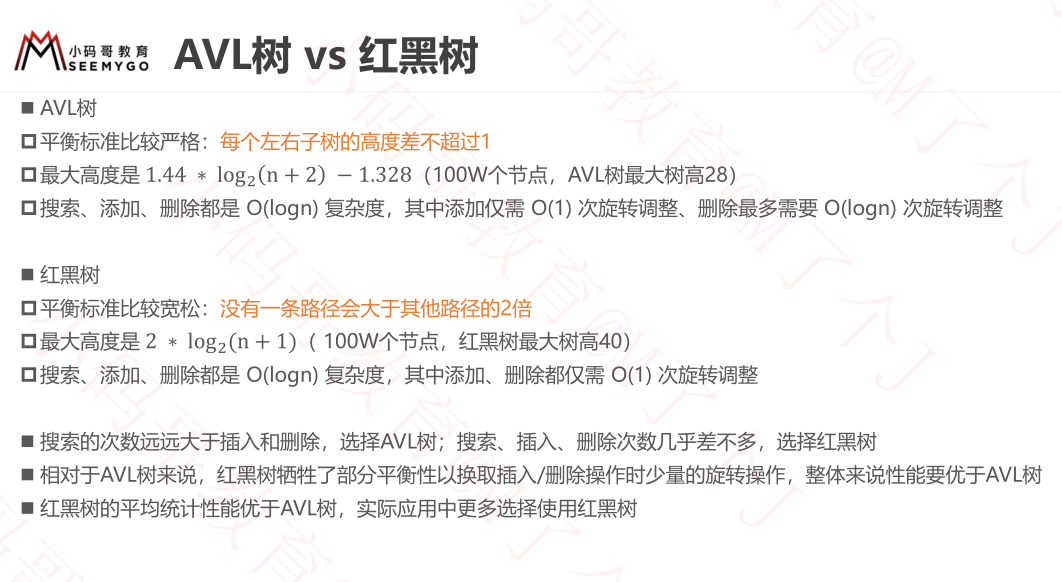 小码哥教育
SEEMYGO
AVL树 vs 红黑树
■ AVL树
平衡标准比较严格：每个左右子树的高度差不超过1
最大高度是 1.44 ∗ log₂(n + 2) − 1.328（100W个节点，AVL树最大树高28）
搜索、添加、删除都是 O(logn) 复杂度，其中添加仅需 O(1) 次旋转调整、删除最多需要 O(logn) 次旋转调整
■ 红黑树
平衡标准比较宽松：没有一条路径会大于其他路径的2倍
最大高度是 2 ∗ log₂(n + 1)（ 100W个节点，红黑树最大树高40）
搜索、添加、删除都是 O(logn) 复杂度，其中添加、删除都仅需 O(1) 次旋转调整
■ 搜索的次数远远大于插入和删除，选择AVL树；搜索、插入、删除次数几乎差不多，选择红黑树
■ 相对于AVL树来说，红黑树牺牲了部分平衡性以换取插入/删除操作时少量的旋转操作，整体来说性能要优于AVL树
■ 红黑树的平均统计性能优于AVL树，实际应用中更多选择使用红黑树
小码哥教育@M了个J